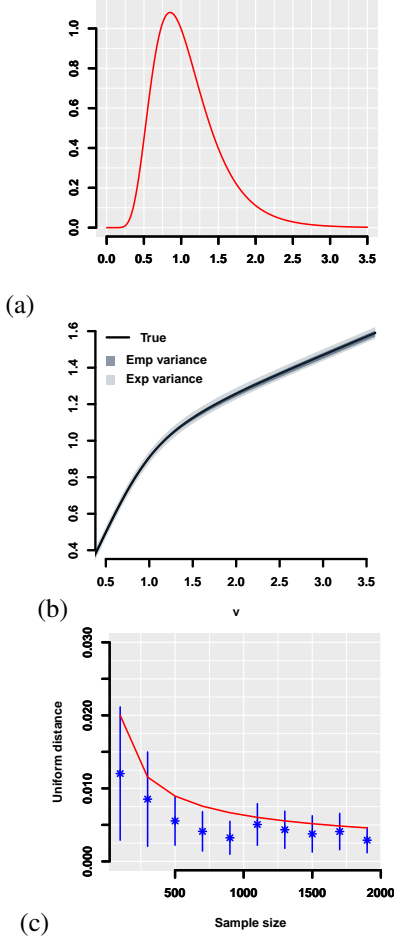 1.0
0.8
0.6
0.4
0.2
0.0
0.0 0.5 1.0 1.5 2.0 2.5 3.0 3.5
(a)
1.6
1.4
1.2
1.0
0.8
0.6
0.4
True
Emp variance
Exp variance
0.5 1.0 1.5 2.0 2.5 3.0 3.5
(b)
v
0.030
0.020
0.010
0.000
Uniform distance
500 1000 1500 2000
Sample size
(c)